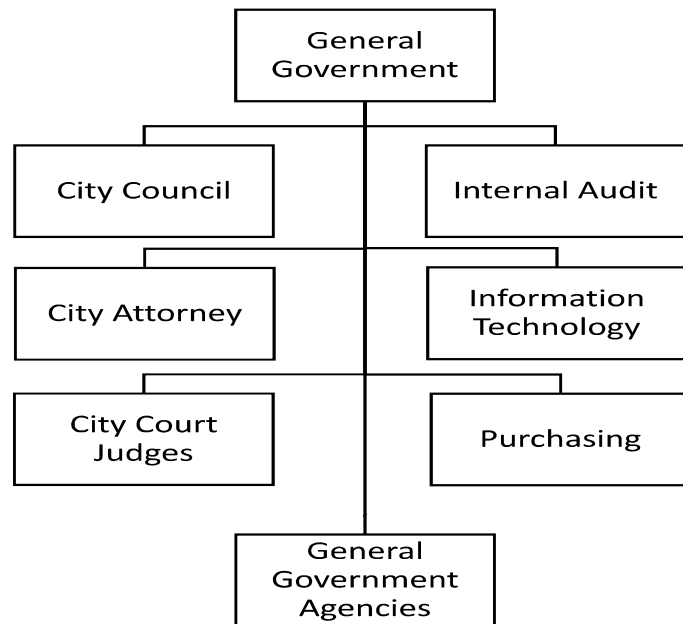 General
Government
City Council
Internal Audit
City Attorney
Information
Technology
City Court
Judges
Purchasing
General
Government
Agencies